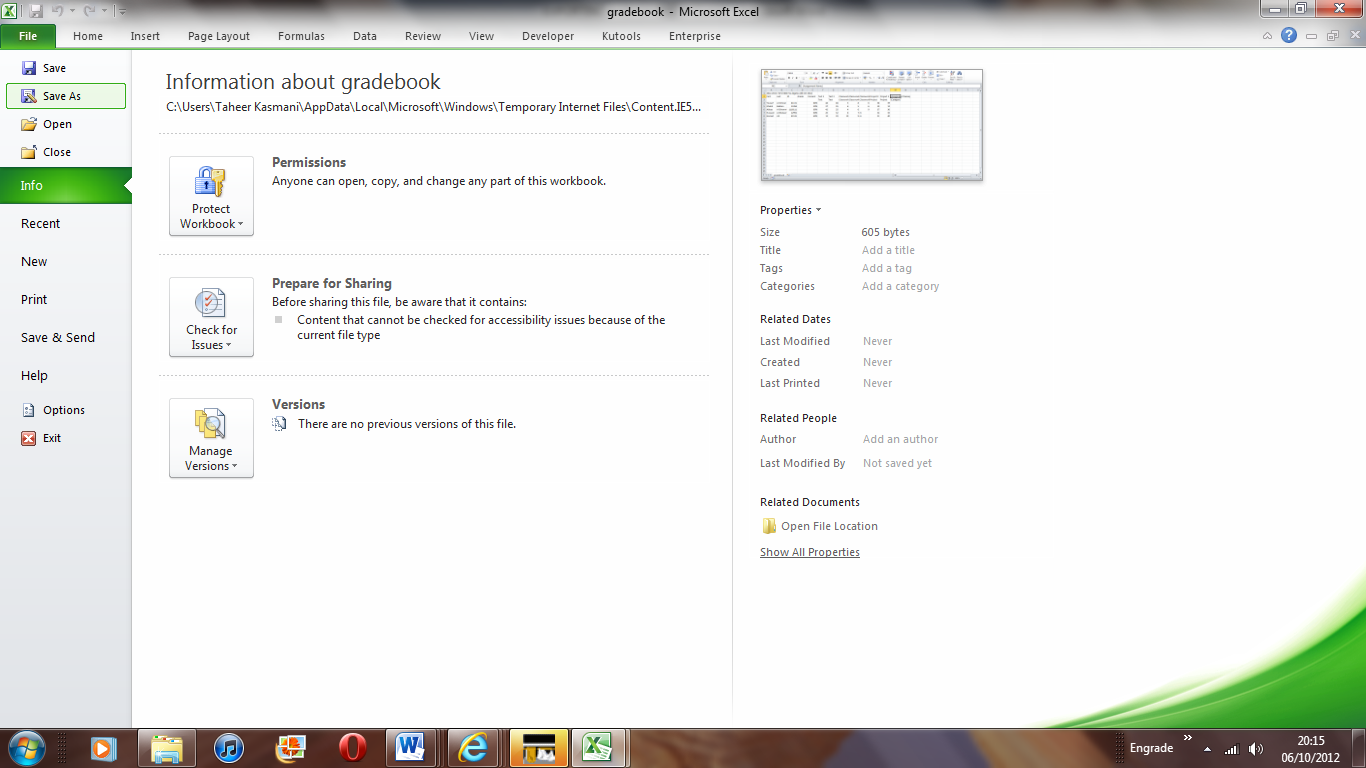 gradebook - Microsoft Excel
File Home Insert Page Layout Formulas Data Review View Developer Kutools Enterprise
Save
Save As
Open
Close
Info
Recent
New
Print
Save & Send
Help
Options
Exit
Information about gradebook
C:\Users\Taheer Kasmani\AppData\Local\Microsoft\Windows\Temporary Internet Files\Content.IE5...
Protect
Workbook
Permissions
Anyone can open, copy, and change any part of this workbook.
Check for
Issues
Prepare for Sharing
Before sharing this file, be aware that it contains:
Content that cannot be checked for accessibility issues because of the
current file type
Manage
Versions
Versions
There are no previous versions of this file.
Properties
Size 605 bytes
Title Add a title
Tags Add a tag
Categories Add a category
Related Dates
Last Modified Never
Created Never
Last Printed Never
Related People
Author Add an author
Last Modified By Not saved yet
Related Documents
Open File Location
Show All Properties
Engrade
20:15
06/10/2012